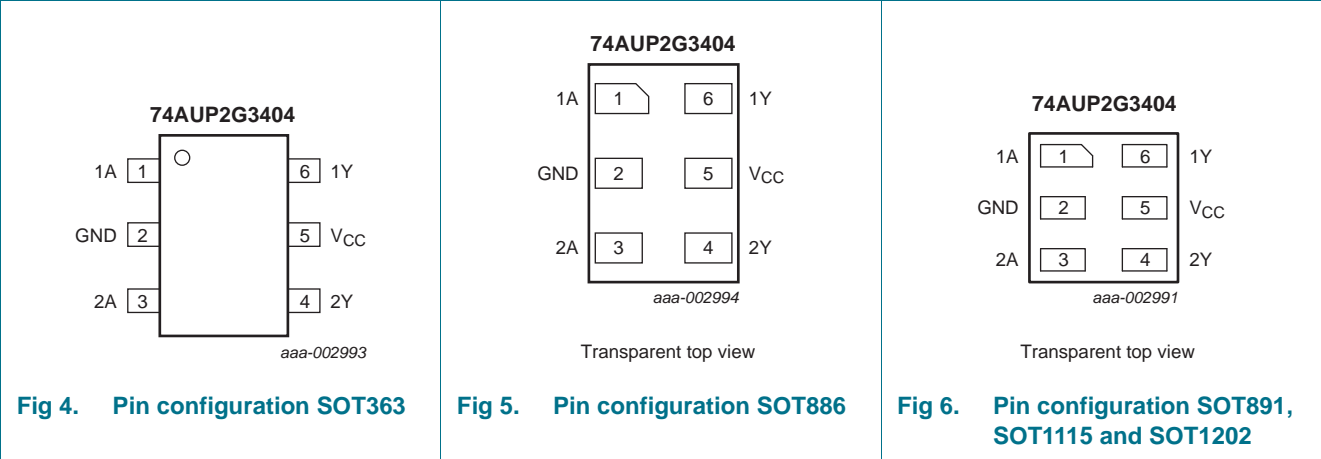 74AUP2G3404
1A 1 6 1Y
GND 2 5 VCC
2A 3 4 2Y
aaa-002993
Fig 4. Pin configuration SOT363
74AUP2G3404
1A 1 6 1Y
GND 2 5 VCC
2A 3 4 2Y
aaa-002994
Transparent top view
Fig 5. Pin configuration SOT886
74AUP2G3404
1A 1 6 1Y
GND 2 5 VCC
2A 3 4 2Y
aaa-002991
Transparent top view
Fig 6. Pin configuration SOT891,
SOT1115 and SOT1202